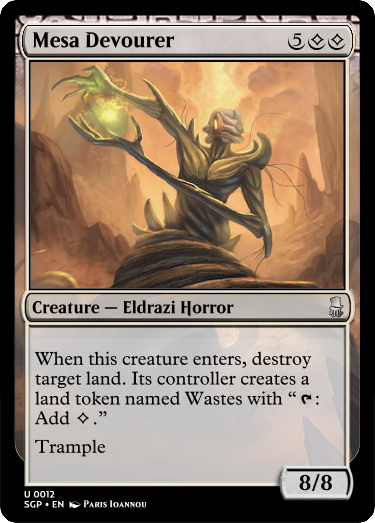 Mesa Devourer 5◇◇
Creature — Eldrazi Horror
When this creature enters, destroy
target land. Its controller creates a
land token named Wastes with “ :
Add ◇.”
Trample
8/8
U 0012
SGP • EN Paris Ioannou